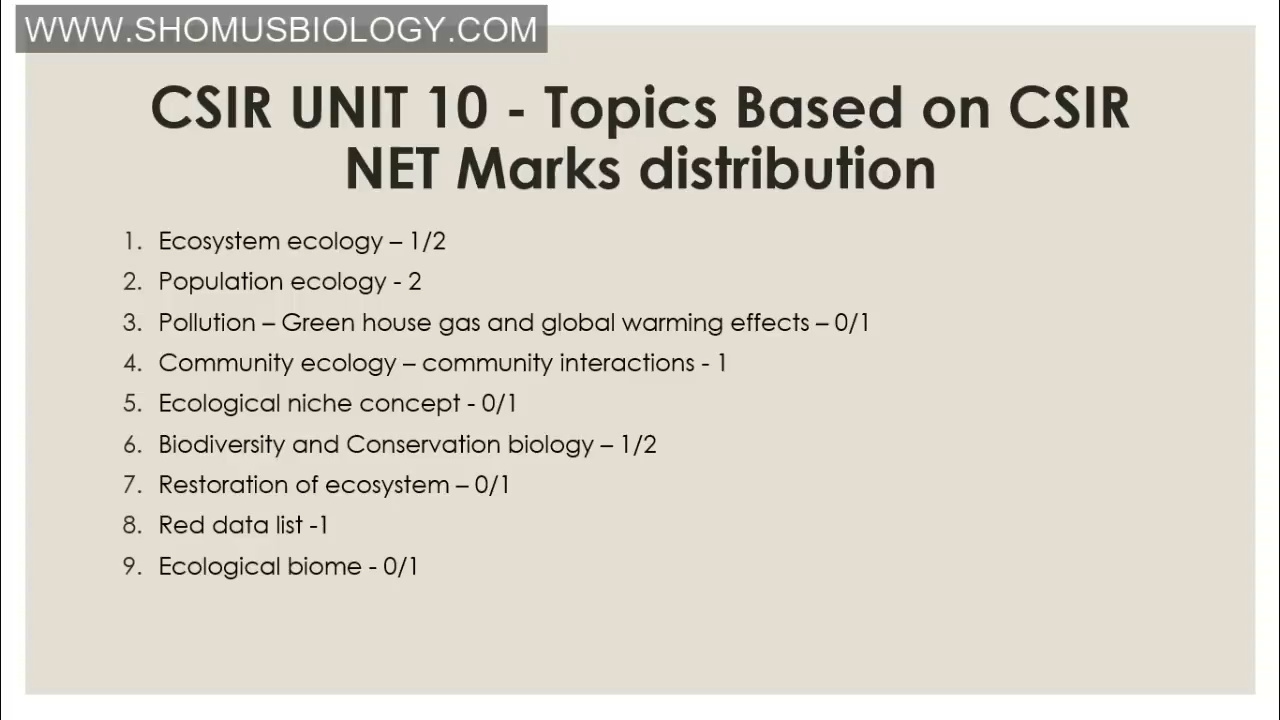 WWW.SHOMUSBIOLOGY.COM
CSIR UNIT 10 - Topics Based on CSIR
NET Marks distribution
1. Ecosystem ecology – 1/2
2. Population ecology - 2
3. Pollution – Green house gas and global warming effects – 0/1
4. Community ecology – community interactions - 1
5. Ecological niche concept - 0/1
6. Biodiversity and Conservation biology – 1/2
7. Restoration of ecosystem – 0/1
8. Red data list -1
9. Ecological biome - 0/1